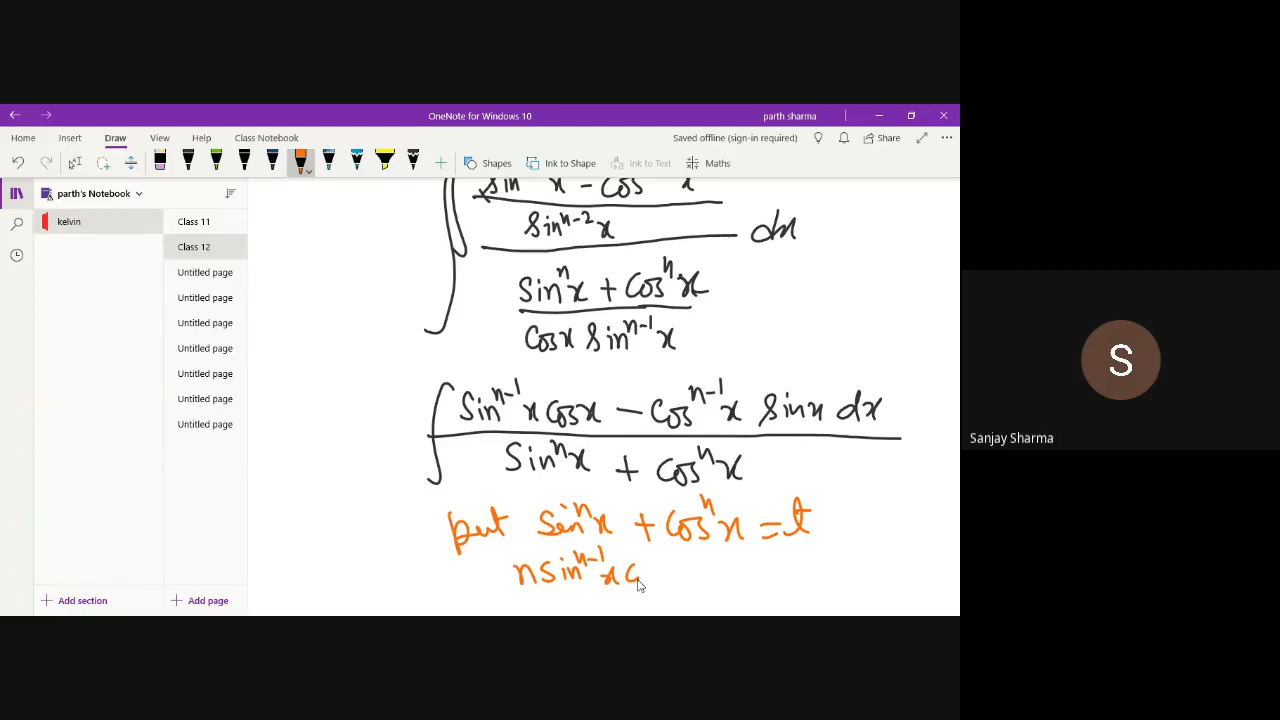 OneNote for Windows 10
parth sharma
Home Insert Draw View Help Class Notebook
Saved offline (sign-in required)
Share
Shapes Ink to Shape Ink to Text Maths
parth's Notebook
kelvin
Class 11
Class 12
Untitled page
Untitled page
Untitled page
Untitled page
Untitled page
Untitled page
Untitled page
Add section
Add page
∫ sin x - cos x
sinⁿ⁻²x dx
sinⁿx + cosⁿx
cosx sinⁿ⁻¹x
∫ sinⁿ⁻¹x cosx - cosⁿ⁻¹x sinx dx
sinⁿx + cosⁿx
put sinⁿx + cosⁿx = t
nsinⁿ⁻¹x c
S
Sanjay Sharma